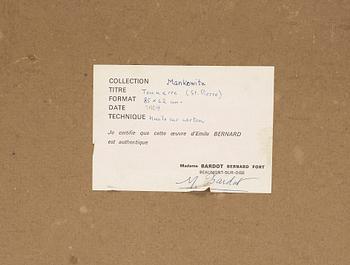 COLLECTION Mankowitz
TITRE Tonnerre (St. Pierre)
FORMAT 85 x 62 cm.
DATE 1904
TECHNIQUE Huile sur carton
Je certifie que cette œuvre d'Emile BERNARD
est authentique
Madame BARDOT BERNARD FORT
BEAUMONT-SUR-OISE
M. Bardot